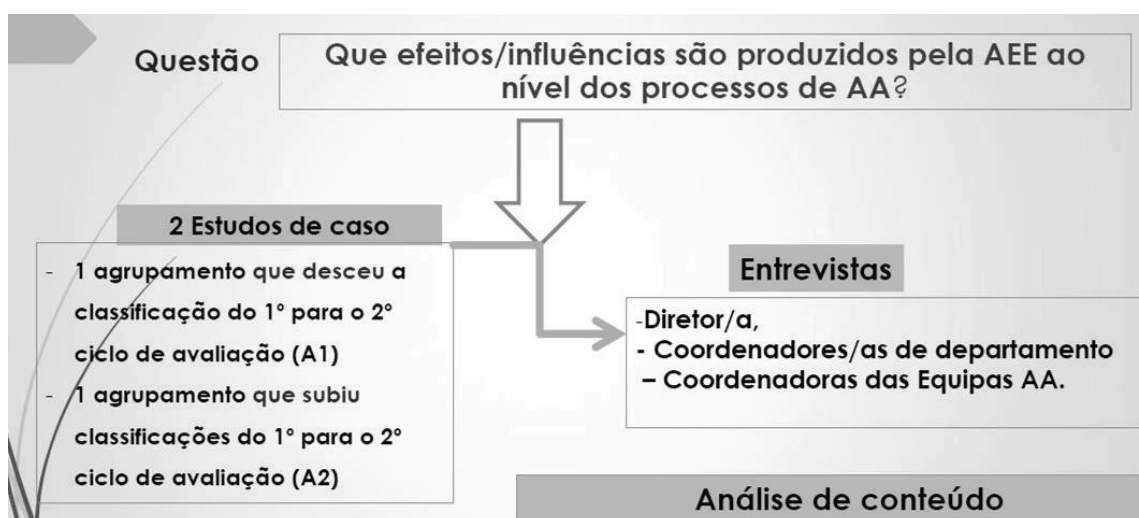 Questão
Que efeitos/influências são produzidos pela AEE ao
nível dos processos de AA?
2 Estudos de caso
- 1 agrupamento que desceu a
classificação do 1º para o 2º
ciclo de avaliação (A1)
- 1 agrupamento que subiu
classificações do 1º para o 2º
ciclo de avaliação (A2)
Entrevistas
-Diretor/a,
- Coordenadores/as de departamento
– Coordenadoras das Equipas AA.
Análise de conteúdo